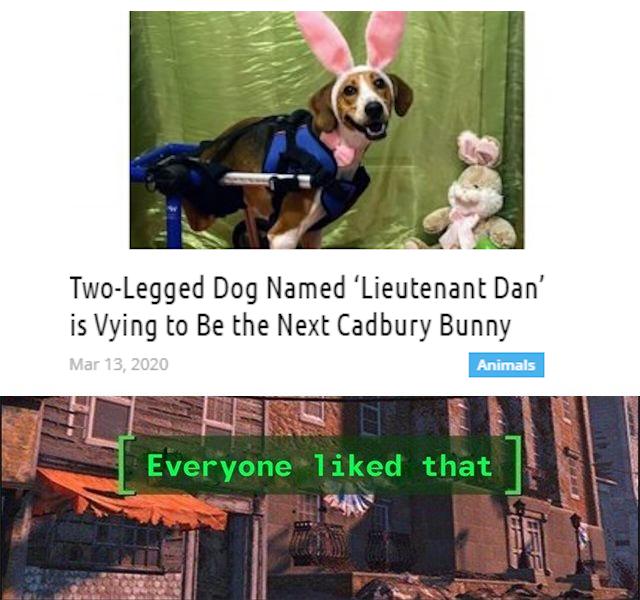 Two-Legged Dog Named ‘Lieutenant Dan’
is Vying to Be the Next Cadbury Bunny
Mar 13, 2020
Animals
[Everyone liked that]